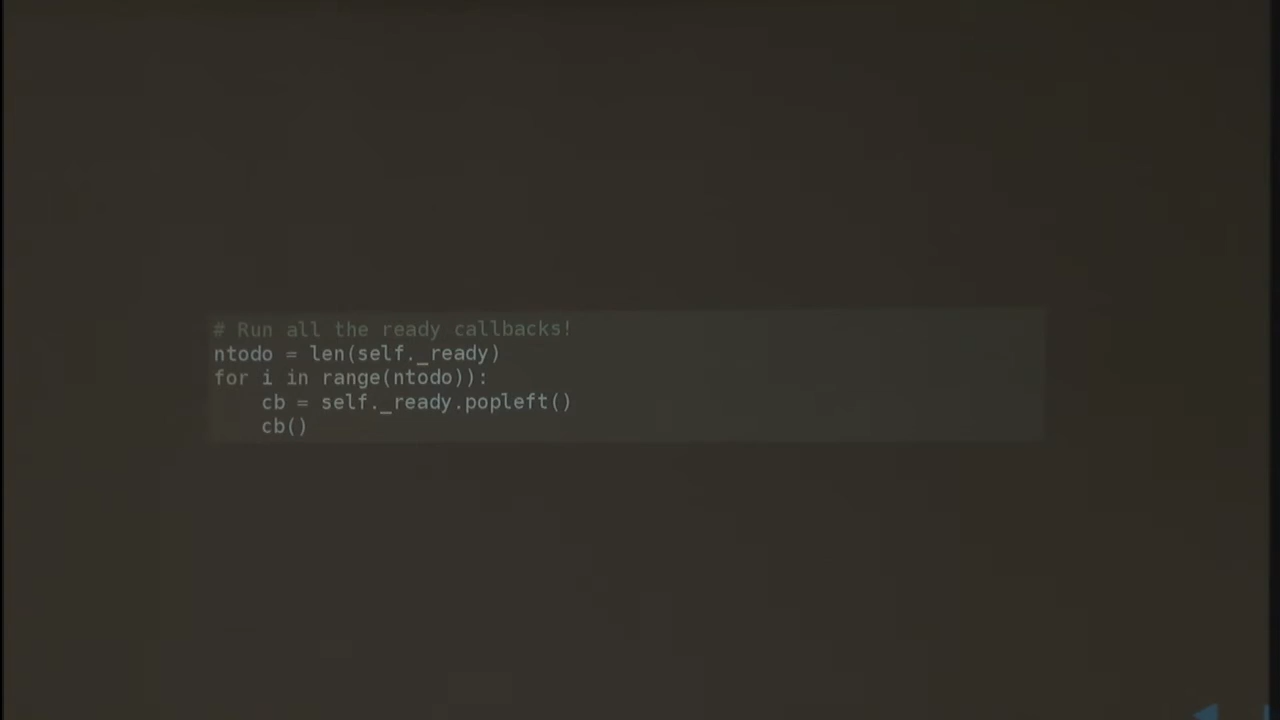 # Run all the ready callbacks!
ntodo = len(self._ready)
for i in range(ntodo)):
    cb = self._ready.popleft()
    cb()